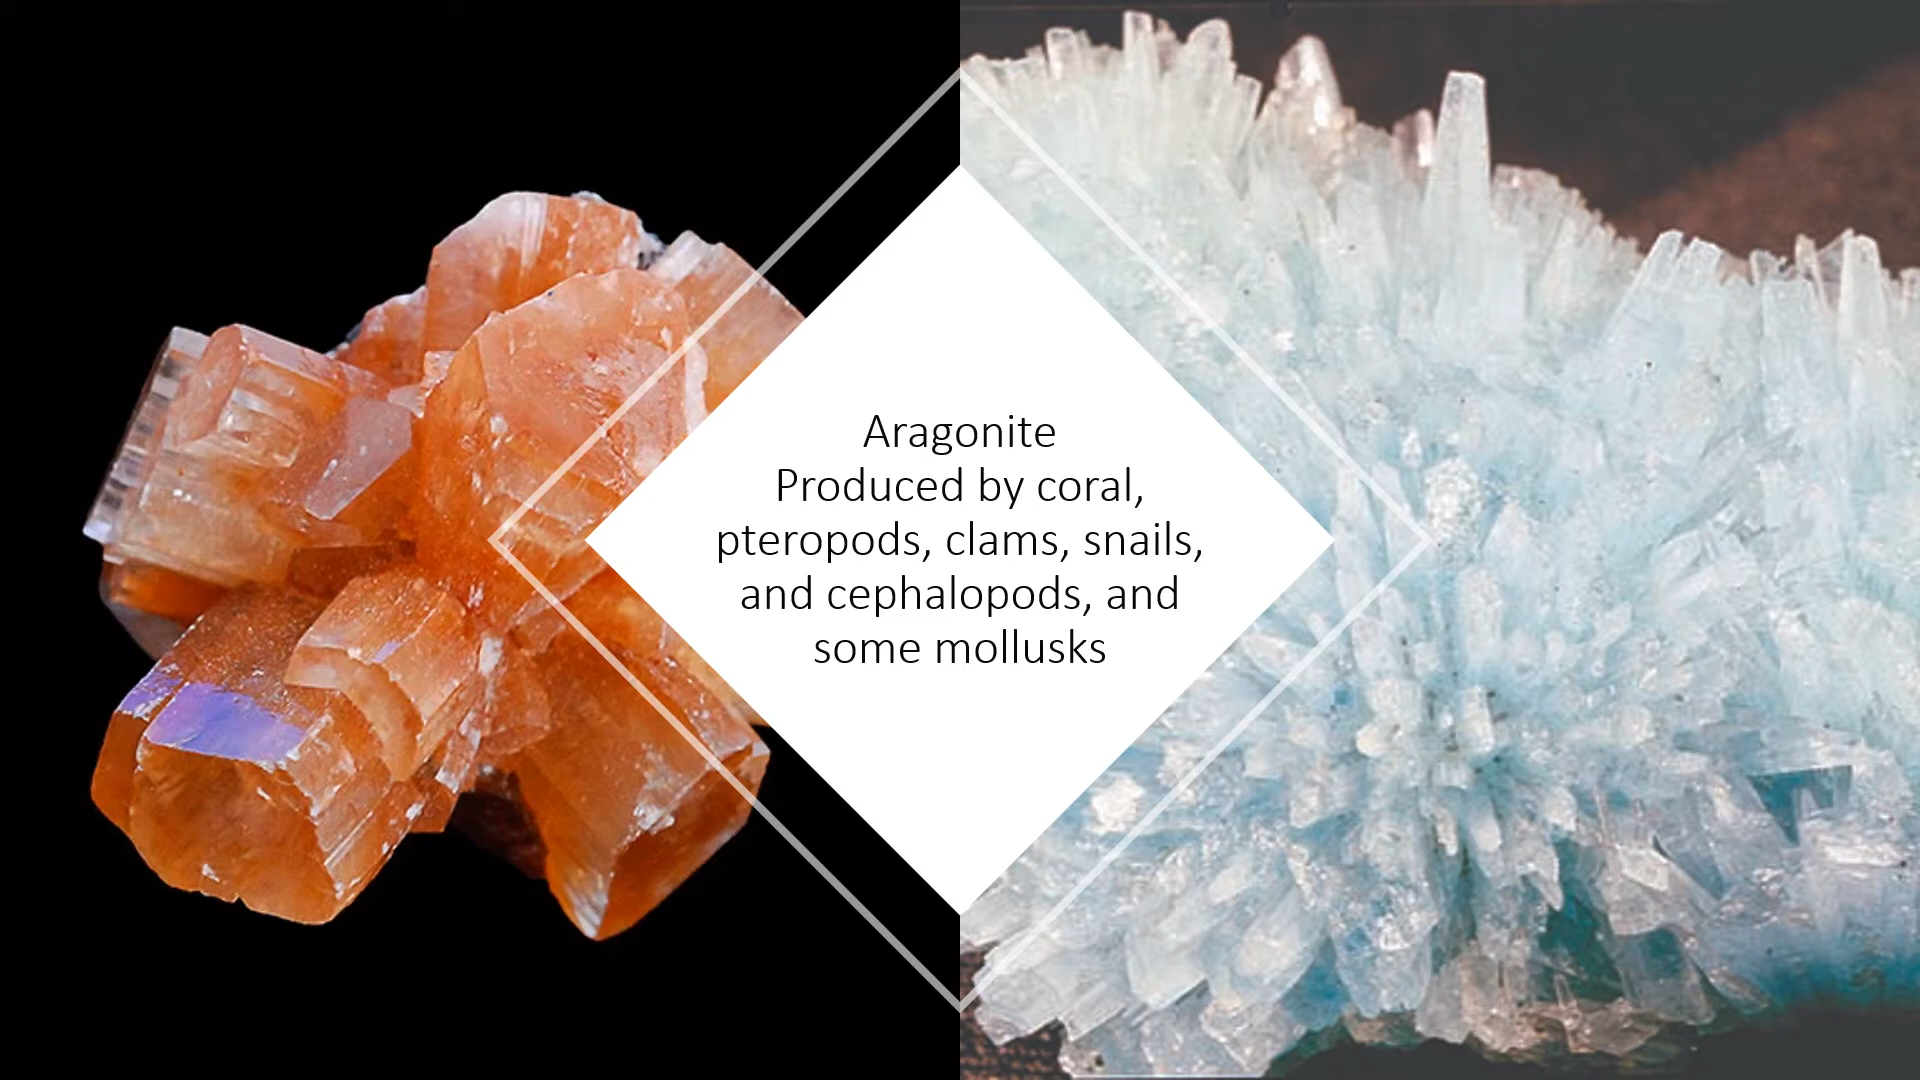 Aragonite
Produced by coral,
pteropods, clams, snails,
and cephalopods, and
some mollusks